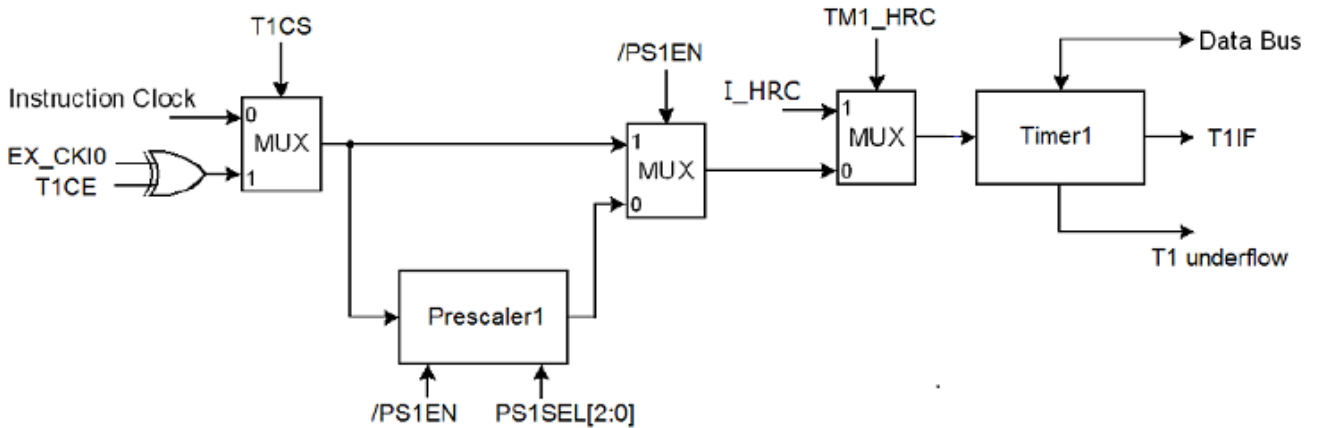 T1CS
TM1_HRC
/PS1EN
Data Bus
Instruction Clock
0
MUX
1
I_HRC
1
MUX
0
Timer1
T1IF
EX_CKI0
T1CE
1
MUX
0
T1 underflow
Prescaler1
/PS1EN
PS1SEL[2:0]